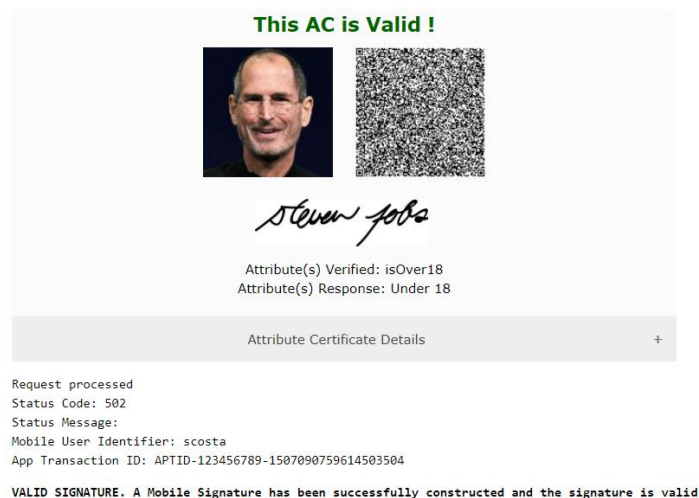 This AC is Valid !
Steven Jobs
Attribute(s) Verified: isOver18
Attribute(s) Response: Under 18
Attribute Certificate Details +
Request processed
Status Code: 502
Status Message:
Mobile User Identifier: scosta
App Transaction ID: APTID-123456789-1507090759614503504
VALID SIGNATURE. A Mobile Signature has been successfully constructed and the signature is valid